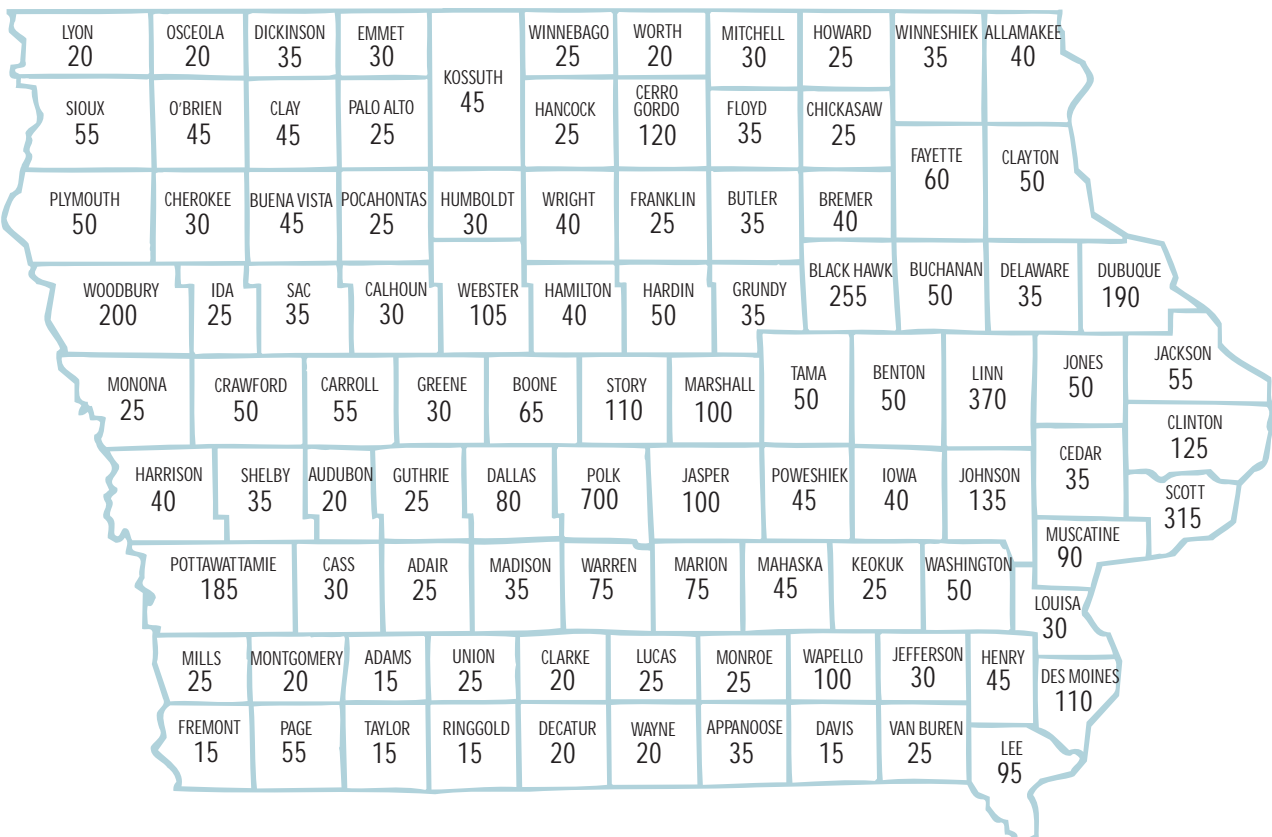 LYON
20
OSCEOLA
20
DICKINSON
35
EMMET
30
KOSSUTH
45
WINNEBAGO
25
WORTH
20
MITCHELL
30
HOWARD
25
WINNESHIEK
35
ALLAMAKEE
40
SIOUX
55
O'BRIEN
45
CLAY
45
PALO ALTO
25
HANCOCK
25
CERRO
GORDO
120
FLOYD
35
CHICKASAW
25
FAYETTE
60
CLAYTON
50
PLYMOUTH
50
CHEROKEE
30
BUENA VISTA
45
POCAHONTAS
25
HUMBOLDT
30
WRIGHT
40
FRANKLIN
25
BUTLER
35
BREMER
40
WOODBURY
200
IDA
25
SAC
35
CALHOUN
30
WEBSTER
105
HAMILTON
40
HARDIN
50
GRUNDY
35
BLACK HAWK
255
BUCHANAN
50
DELAWARE
35
DUBUQUE
190
MONONA
25
CRAWFORD
50
CARROLL
55
GREENE
30
BOONE
65
STORY
110
MARSHALL
100
TAMA
50
BENTON
50
LINN
370
JONES
50
JACKSON
55
CLINTON
125
HARRISON
40
SHELBY
35
AUDUBON
20
GUTHRIE
25
DALLAS
80
POLK
700
JASPER
100
POWESHIEK
45
IOWA
40
JOHNSON
135
CEDAR
35
SCOTT
315
MUSCATINE
90
POTTAWATTAMIE
185
CASS
30
ADAIR
25
MADISON
35
WARREN
75
MARION
75
MAHASKA
45
KEOKUK
25
WASHINGTON
50
LOUISA
30
MILLS
25
MONTGOMERY
20
ADAMS
15
UNION
25
CLARKE
20
LUCAS
25
MONROE
25
WAPELLO
100
JEFFERSON
30
HENRY
45
DES MOINES
110
FREMONT
15
PAGE
55
TAYLOR
15
RINGGOLD
15
DECATUR
20
WAYNE
20
APPANOOSE
35
DAVIS
15
VAN BUREN
25
LEE
95